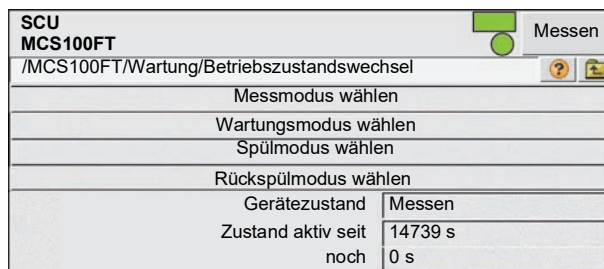 SCU
MCS100FT
Messen
/MCS100FT/Wartung/Betriebszustandswechsel ?
Messmodus wählen
Wartungsmodus wählen
Spülmodus wählen
Rückspülmodus wählen
Gerätezustand Messen
Zustand aktiv seit 14739 s
noch 0 s